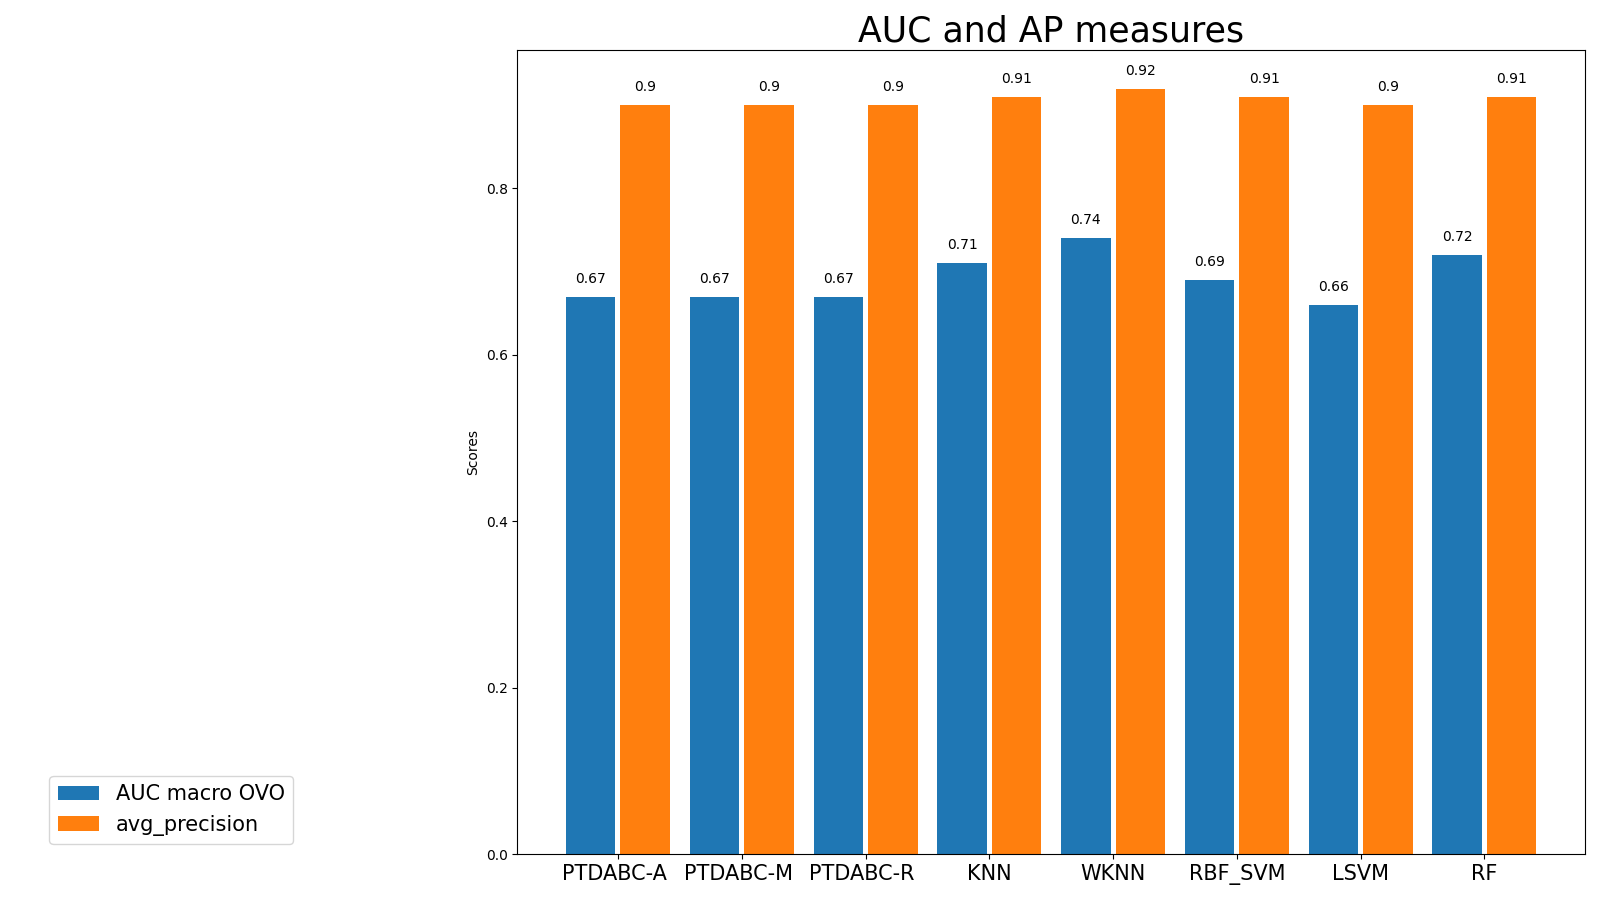 AUC and AP measures
0.9 0.9 0.9 0.91 0.92 0.91 0.9 0.91
0.67 0.67 0.67 0.71 0.74 0.69 0.66 0.72
0.8
0.6
Scores
0.4
0.2
0.0
PTDABC-A PTDABC-M PTDABC-R KNN WKNN RBF_SVM LSVM RF
AUC macro OVO
avg_precision